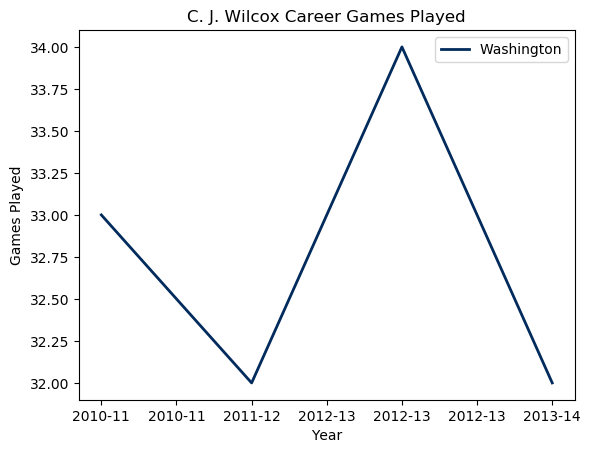 C. J. Wilcox Career Games Played
Washington
34.00
33.75
33.50
33.25
33.00
32.75
32.50
32.25
32.00
Games Played
2010-11 2010-11 2011-12 2012-13 2012-13 2012-13 2013-14
Year